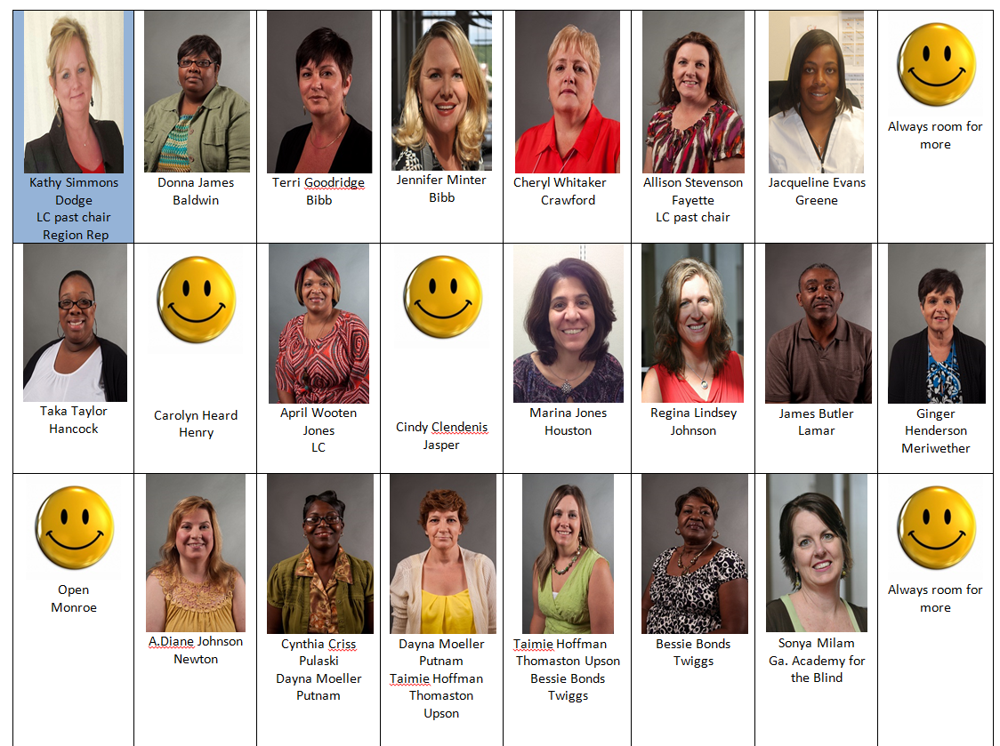 Kathy Simmons
Dodge
LC past chair
Region Rep
Donna James
Baldwin
Terri Goodridge
Bibb
Jennifer Minter
Bibb
Cheryl Whitaker
Crawford
Allison Stevenson
Fayette
LC past chair
Jacqueline Evans
Greene
Always room for
more
Taka Taylor
Hancock
Carolyn Heard
Henry
April Wooten
Jones
LC
Cindy Clendenis
Jasper
Marina Jones
Houston
Regina Lindsey
Johnson
James Butler
Lamar
Ginger
Henderson
Meriwether
Open
Monroe
A.Diane Johnson
Newton
Cynthia Criss
Pulaski
Dayna Moeller
Putnam
Dayna Moeller
Putnam
Taimie Hoffman
Thomaston
Upson
Taimie Hoffman
Thomaston Upson
Bessie Bonds
Twiggs
Bessie Bonds
Twiggs
Sonya Milam
Ga. Academy for
the Blind
Always room for
more